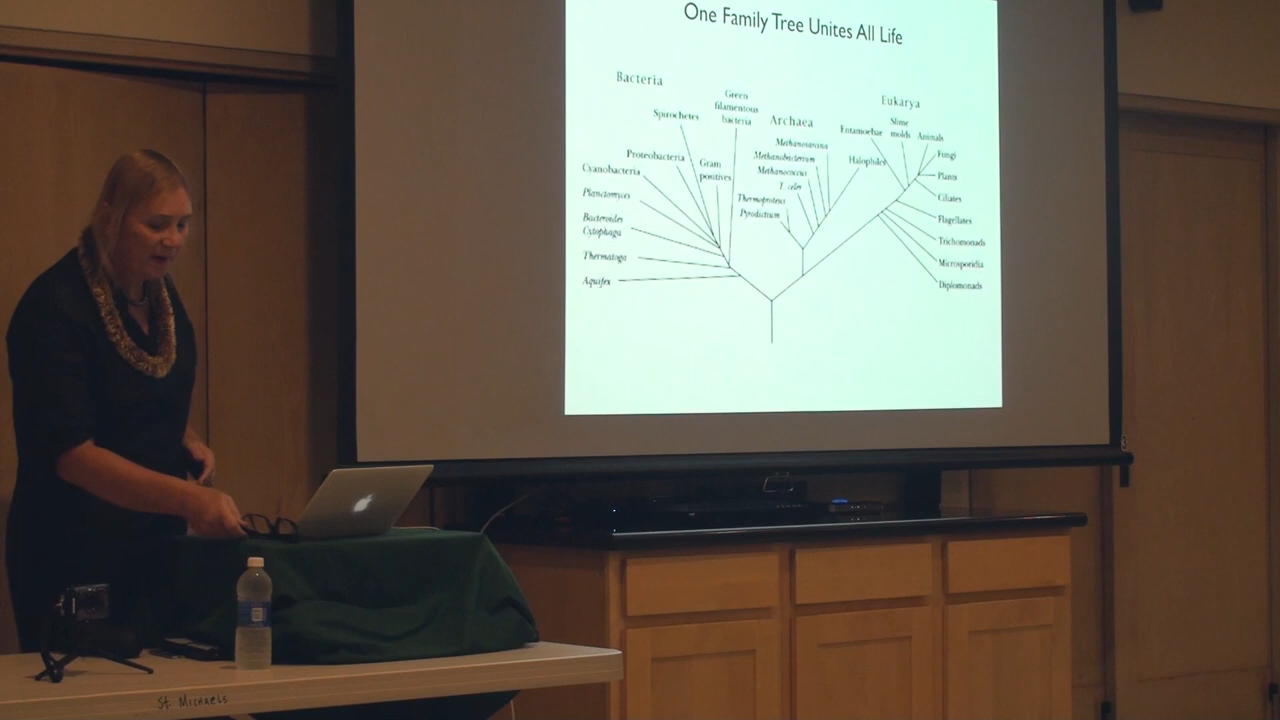 One Family Tree Unites All Life
Bacteria
Green
filamentous
bacteria
Spirochetes
Proteobacteria
Gram
positives
Cyanobacteria
Planctomyces
Bacteroides
Cytophaga
Thermatoga
Aquifex
Archaea
Methanosarcina
Methanobacterium
Methanococcus
T. celer
Thermoproteus
Pyrodictium
Halophiles
Eukarya
Entamoebae
Slime
molds
Animals
Fungi
Plants
Ciliates
Flagellates
Trichomonads
Microsporidia
Diplomonads
St. Michaels